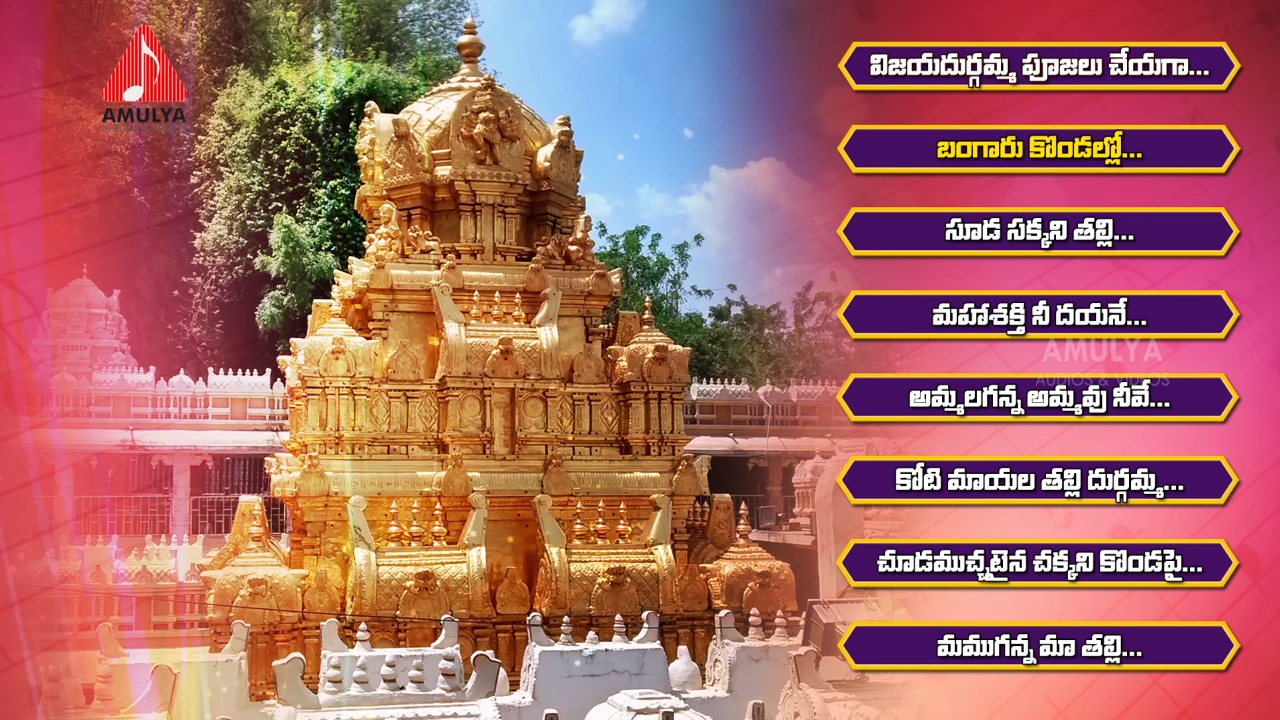 AMULYA
విజయదుర్గమ్మ పూజలు చేయగా...
బంగారు కొండల్లో...
సూడ సక్కని తల్లి...
మహాశక్తి నీ దయనే...
AMULYA
AUDIOS & VIDEOS
అమ్మలగన్న అమ్మవు నీవే...
కోటి మాయల తల్లి దుర్గమ్మ...
చూడముచ్చటైన చక్కని కొండపై...
మముగన్న మా తల్లి...